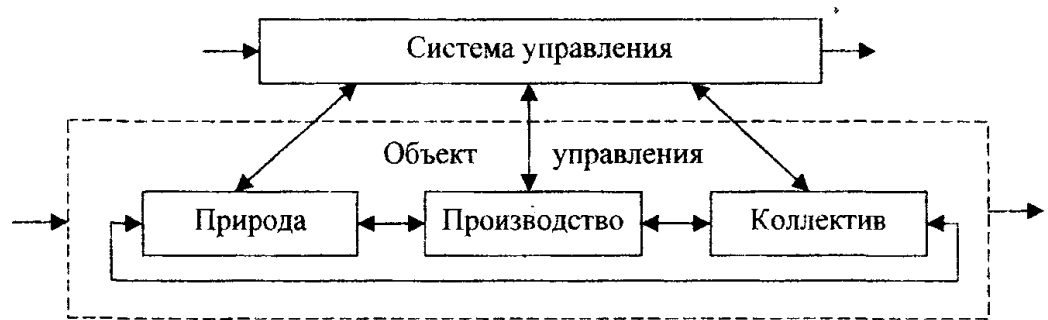 Система управления
Объект управления
Природа Производство Коллектив